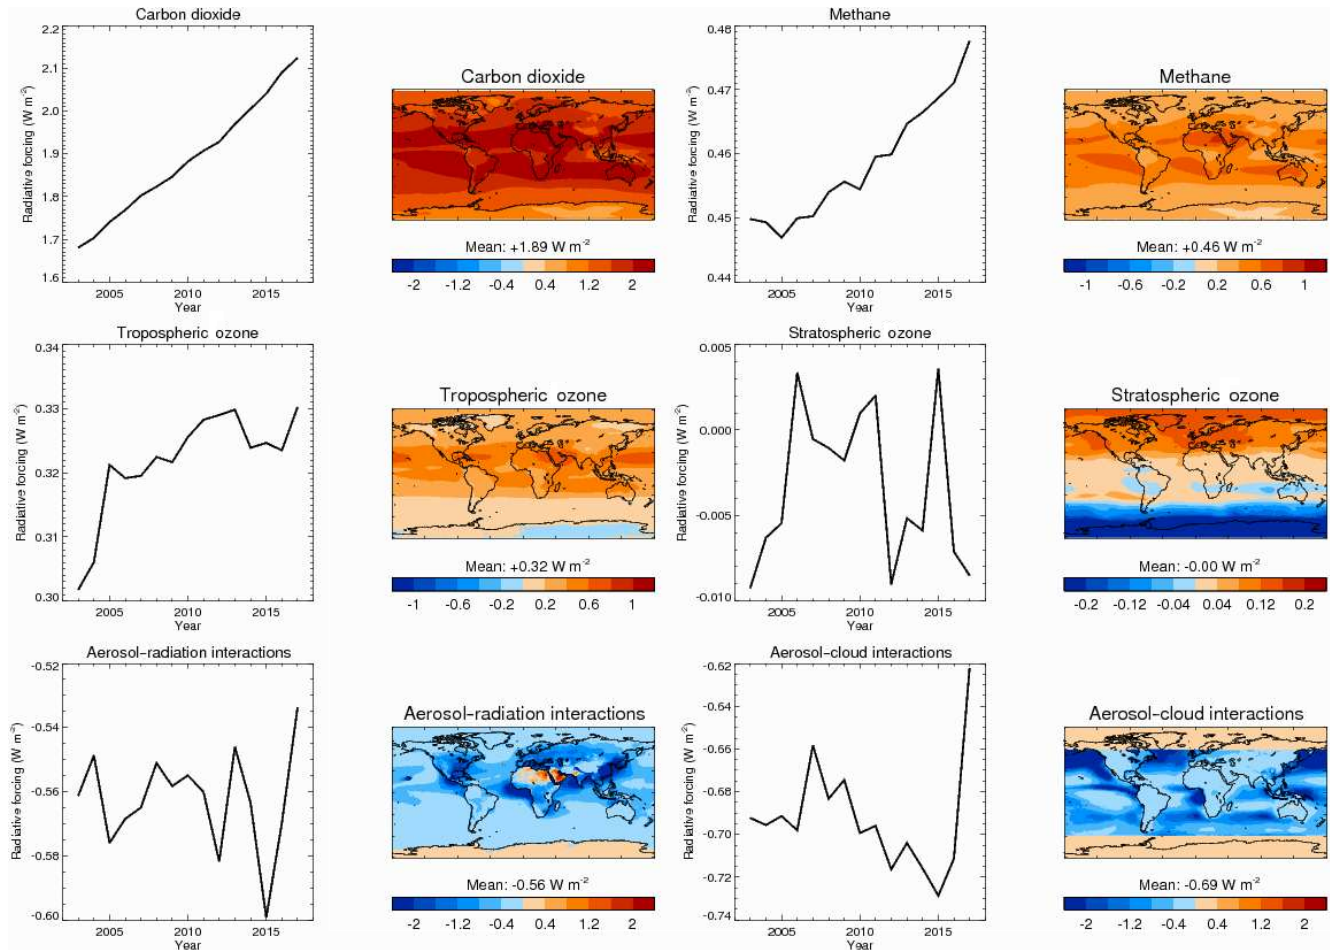 Carbon dioxide
Radiative forcing (W m⁻²)
2.2
2.1
2.0
1.9
1.8
1.7
1.6
2005 2010 2015
Year
Carbon dioxide
Mean: +1.89 W m⁻²
-2 -1.2 -0.4 0.4 1.2 2
Methane
Radiative forcing (W m⁻²)
0.48
0.47
0.46
0.45
0.44
2005 2010 2015
Year
Methane
Mean: +0.46 W m⁻²
-1 -0.6 -0.2 0.2 0.6 1
Tropospheric ozone
Radiative forcing (W m⁻²)
0.34
0.33
0.32
0.31
0.30
2005 2010 2015
Year
Tropospheric ozone
Mean: +0.32 W m⁻²
-1 -0.6 -0.2 0.2 0.6 1
Stratospheric ozone
Radiative forcing (W m⁻²)
0.005
0.000
-0.005
-0.010
2005 2010 2015
Year
Stratospheric ozone
Mean: -0.00 W m⁻²
-0.2 -0.12 -0.04 0.04 0.12 0.2
Aerosol-radiation interactions
Radiative forcing (W m⁻²)
-0.52
-0.54
-0.56
-0.58
-0.60
2005 2010 2015
Year
Aerosol-radiation interactions
Mean: -0.56 W m⁻²
-2 -1.2 -0.4 0.4 1.2 2
Aerosol-cloud interactions
Radiative forcing (W m⁻²)
-0.62
-0.64
-0.66
-0.68
-0.70
-0.72
-0.74
2005 2010 2015
Year
Aerosol-cloud interactions
Mean: -0.69 W m⁻²
-2 -1.2 -0.4 0.4 1.2 2